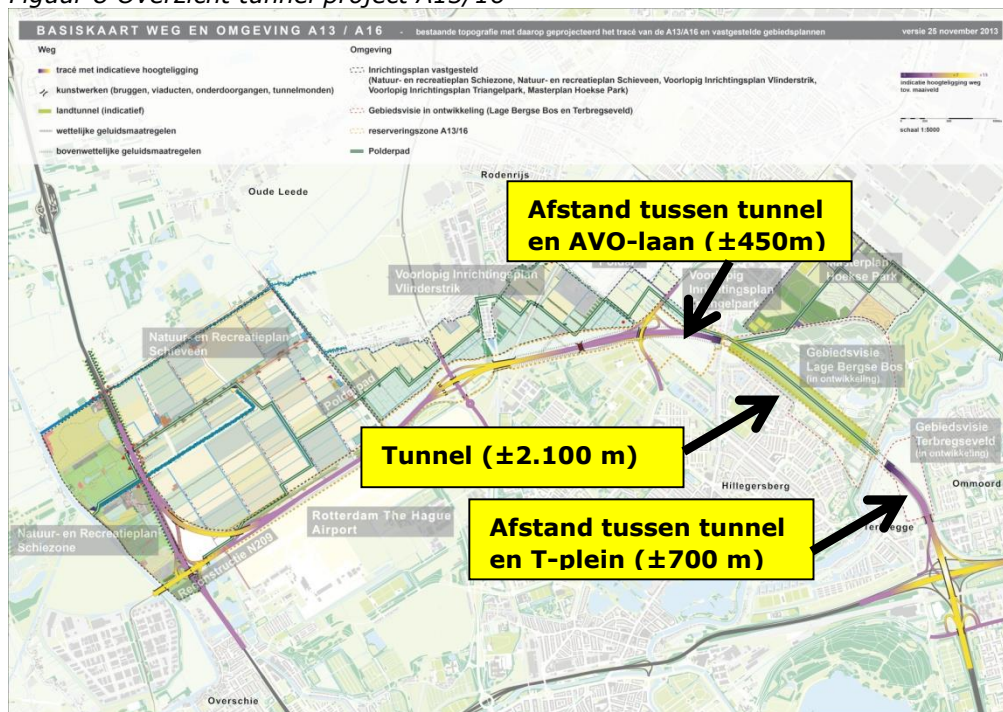 Figuur 6 Overzicht tunnel project A13/16
BASISKAART WEG EN OMGEVING A13 / A16 - bestaande topografie met daarop geprojecteerd het tracé van de A13/A16 en vastgestelde gebiedsplannen versie 25 november 2013
Weg
tracé met indicatieve hoogteligging
kunstwerken (bruggen, viaducten, onderdoorgangen, tunnelmonden)
landtunnel (indicatief)
wettelijke geluidsmaatregelen
bovenwettelijke geluidsmaatregelen
Omgeving
Inrichtingsplan vastgesteld
(Natuur- en recreatieplan Schiezone, Natuur- en recreatieplan Schieveen, Voorlopig Inrichtingsplan Vlinderstrik,
Voorlopig Inrichtingsplan Triangelpark, Masterplan Hoekse Park)
Gebiedsvisie in ontwikkeling (Lage Bergse Bos en Terbregseveld)
reserveringszone A13/16
Polderpad
indicatie hoogteligging weg
tov. maaiveld
schaal 1:5000
Oude Leede
Rodenrijs
Afstand tussen tunnel
en AVO-laan (±450m)
Voorlopig Inrichtingsplan
Vlinderstrik
Voorlopig
Inrichtingsplan
Hoekse Park
Natuur- en Recreatieplan
Schieveen
Polderpad
Gebiedsvisie
Lage Bergse Bos
(in ontwikkeling)
Tunnel (±2.100 m)
Gebiedsvisie
Terbregseveld
(in ontwikkeling)
Hillegersberg
Ommoord
Afstand tussen tunnel
en T-plein (±700 m)
Rotterdam The Hague
Airport
Natuur- en Recreatieplan
Schiezone
Reconstructie N209
Overschie